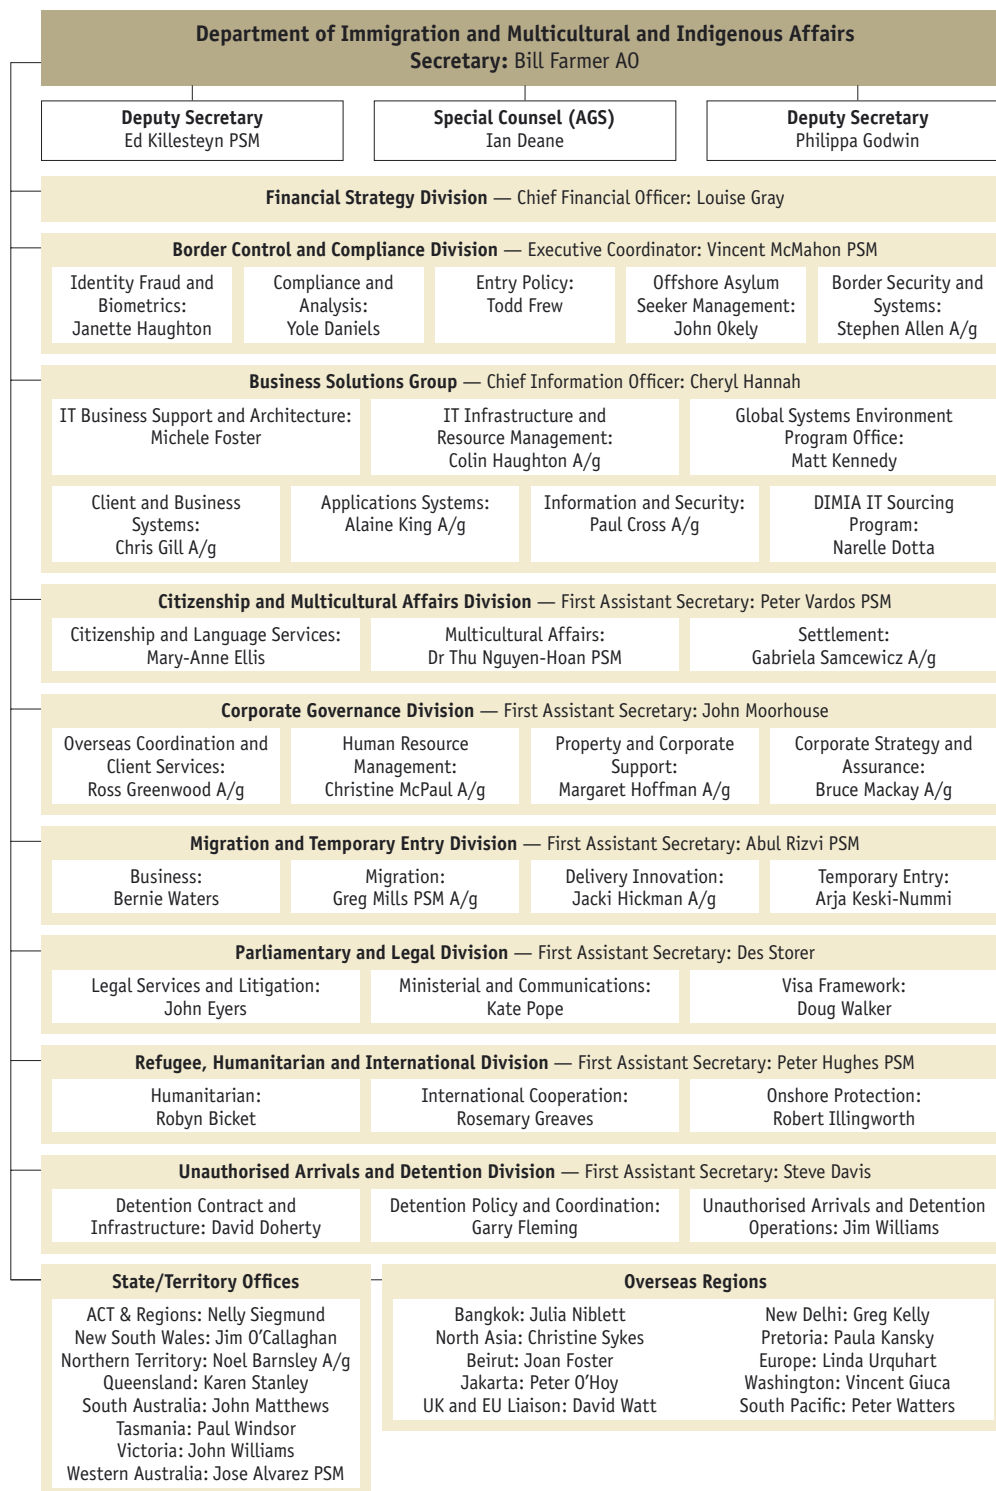 Department of Immigration and Multicultural and Indigenous Affairs
Secretary: Bill Farmer AO
Deputy Secretary
Ed Killesteyn PSM
Special Counsel (AGS)
Ian Deane
Deputy Secretary
Philippa Godwin
Financial Strategy Division — Chief Financial Officer: Louise Gray
Border Control and Compliance Division — Executive Coordinator: Vincent McMahon PSM
Identity Fraud and
Biometrics:
Janette Haughton
Compliance and
Analysis:
Yole Daniels
Entry Policy:
Todd Frew
Offshore Asylum
Seeker Management:
John Okely
Border Security and
Systems:
Stephen Allen A/g
Business Solutions Group — Chief Information Officer: Cheryl Hannah
IT Business Support and Architecture:
Michele Foster
IT Infrastructure and
Resource Management:
Colin Haughton A/g
Global Systems Environment
Program Office:
Matt Kennedy
Client and Business
Systems:
Chris Gill A/g
Applications Systems:
Alaine King A/g
Information and Security:
Paul Cross A/g
DIMIA IT Sourcing
Program:
Narelle Dotta
Citizenship and Multicultural Affairs Division — First Assistant Secretary: Peter Vardos PSM
Citizenship and Language Services:
Mary-Anne Ellis
Multicultural Affairs:
Dr Thu Nguyen-Hoan PSM
Settlement:
Gabriela Samcewicz A/g
Corporate Governance Division — First Assistant Secretary: John Moorhouse
Overseas Coordination and
Client Services:
Ross Greenwood A/g
Human Resource
Management:
Christine McPaul A/g
Property and Corporate
Support:
Margaret Hoffman A/g
Corporate Strategy and
Assurance:
Bruce Mackay A/g
Migration and Temporary Entry Division — First Assistant Secretary: Abul Rizvi PSM
Business:
Bernie Waters
Migration:
Greg Mills PSM A/g
Delivery Innovation:
Jacki Hickman A/g
Temporary Entry:
Arja Keski-Nummi
Parliamentary and Legal Division — First Assistant Secretary: Des Storer
Legal Services and Litigation:
John Eyers
Ministerial and Communications:
Kate Pope
Visa Framework:
Doug Walker
Refugee, Humanitarian and International Division — First Assistant Secretary: Peter Hughes PSM
Humanitarian:
Robyn Bicket
International Cooperation:
Rosemary Greaves
Onshore Protection:
Robert Illingworth
Unauthorised Arrivals and Detention Division — First Assistant Secretary: Steve Davis
Detention Contract and
Infrastructure: David Doherty
Detention Policy and Coordination:
Garry Fleming
Unauthorised Arrivals and Detention
Operations: Jim Williams
State/Territory Offices
ACT & Regions: Nelly Siegmund
New South Wales: Jim O'Callaghan
Northern Territory: Noel Barnsley A/g
Queensland: Karen Stanley
South Australia: John Matthews
Tasmania: Paul Windsor
Victoria: John Williams
Western Australia: Jose Alvarez PSM
Overseas Regions
Bangkok: Julia Niblett
North Asia: Christine Sykes
Beirut: Joan Foster
Jakarta: Peter O'Hoy
UK and EU Liaison: David Watt
New Delhi: Greg Kelly
Pretoria: Paula Kansky
Europe: Linda Urquhart
Washington: Vincent Giuca
South Pacific: Peter Watters